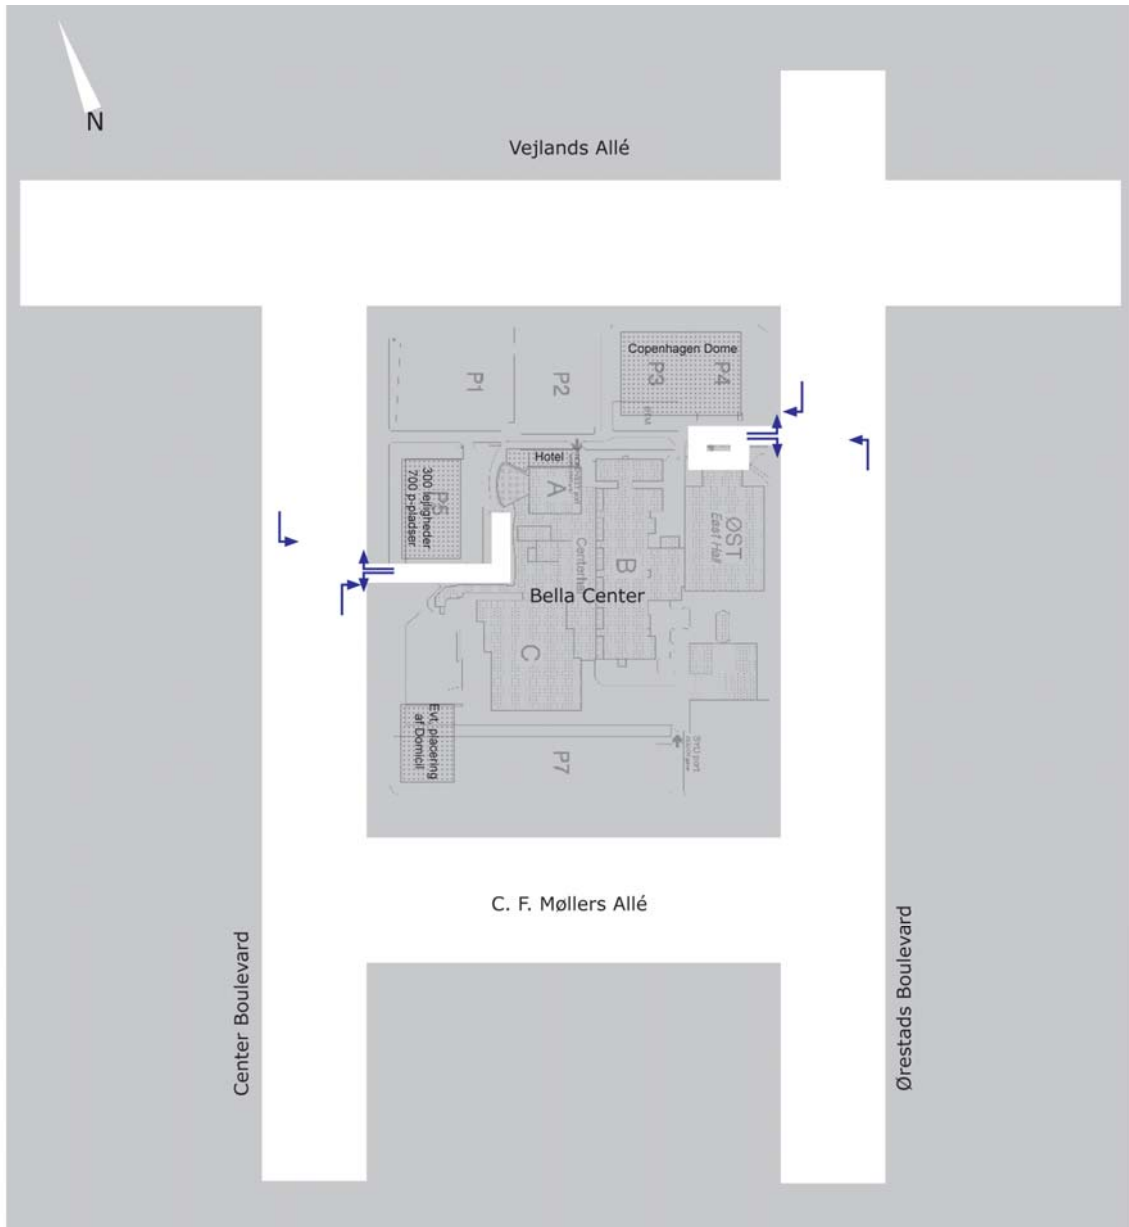 N
Vejlands Allé
Copenhagen Dome
P1
P2
P3
P4
Hotel
A
300 lejligheder
700 p-pladser
P5
ØST
East Hall
B
Bella Center
C
Evt. placering
af Domicil
P7
C. F. Møllers Allé
Center Boulevard
Ørestads Boulevard